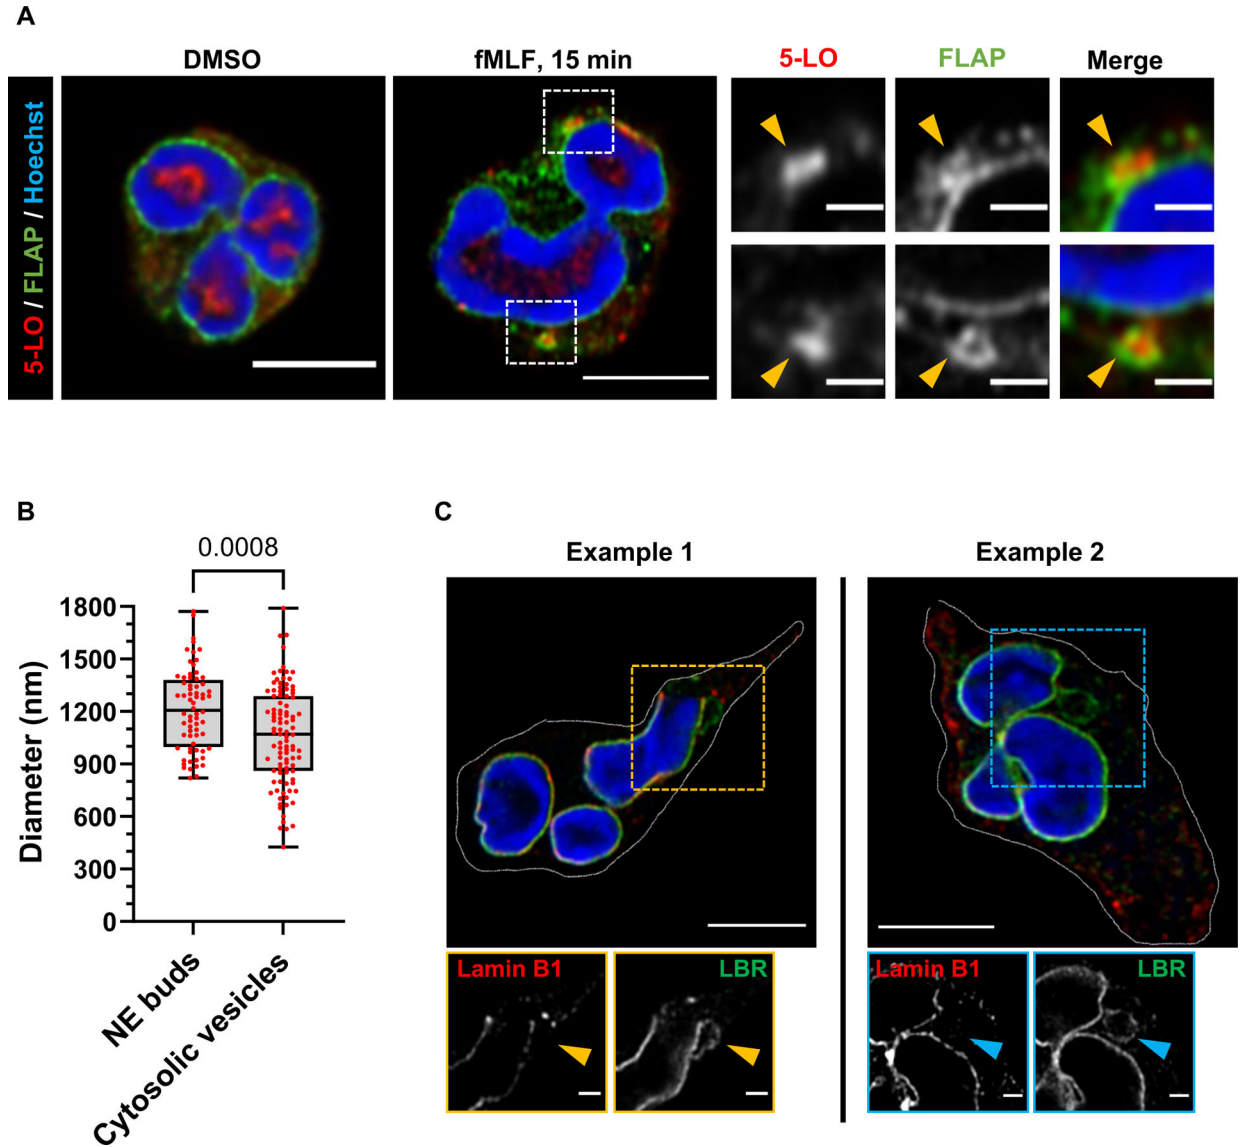 A
DMSO
fMLF, 15 min
5-LO
FLAP
Merge
5-LO / FLAP / Hoechst
B
0.0008
1800
1500
1200
900
600
300
0
Diameter (nm)
NE buds
Cytosolic vesicles
C
Example 1
Example 2
Lamin B1
LBR
Lamin B1
LBR